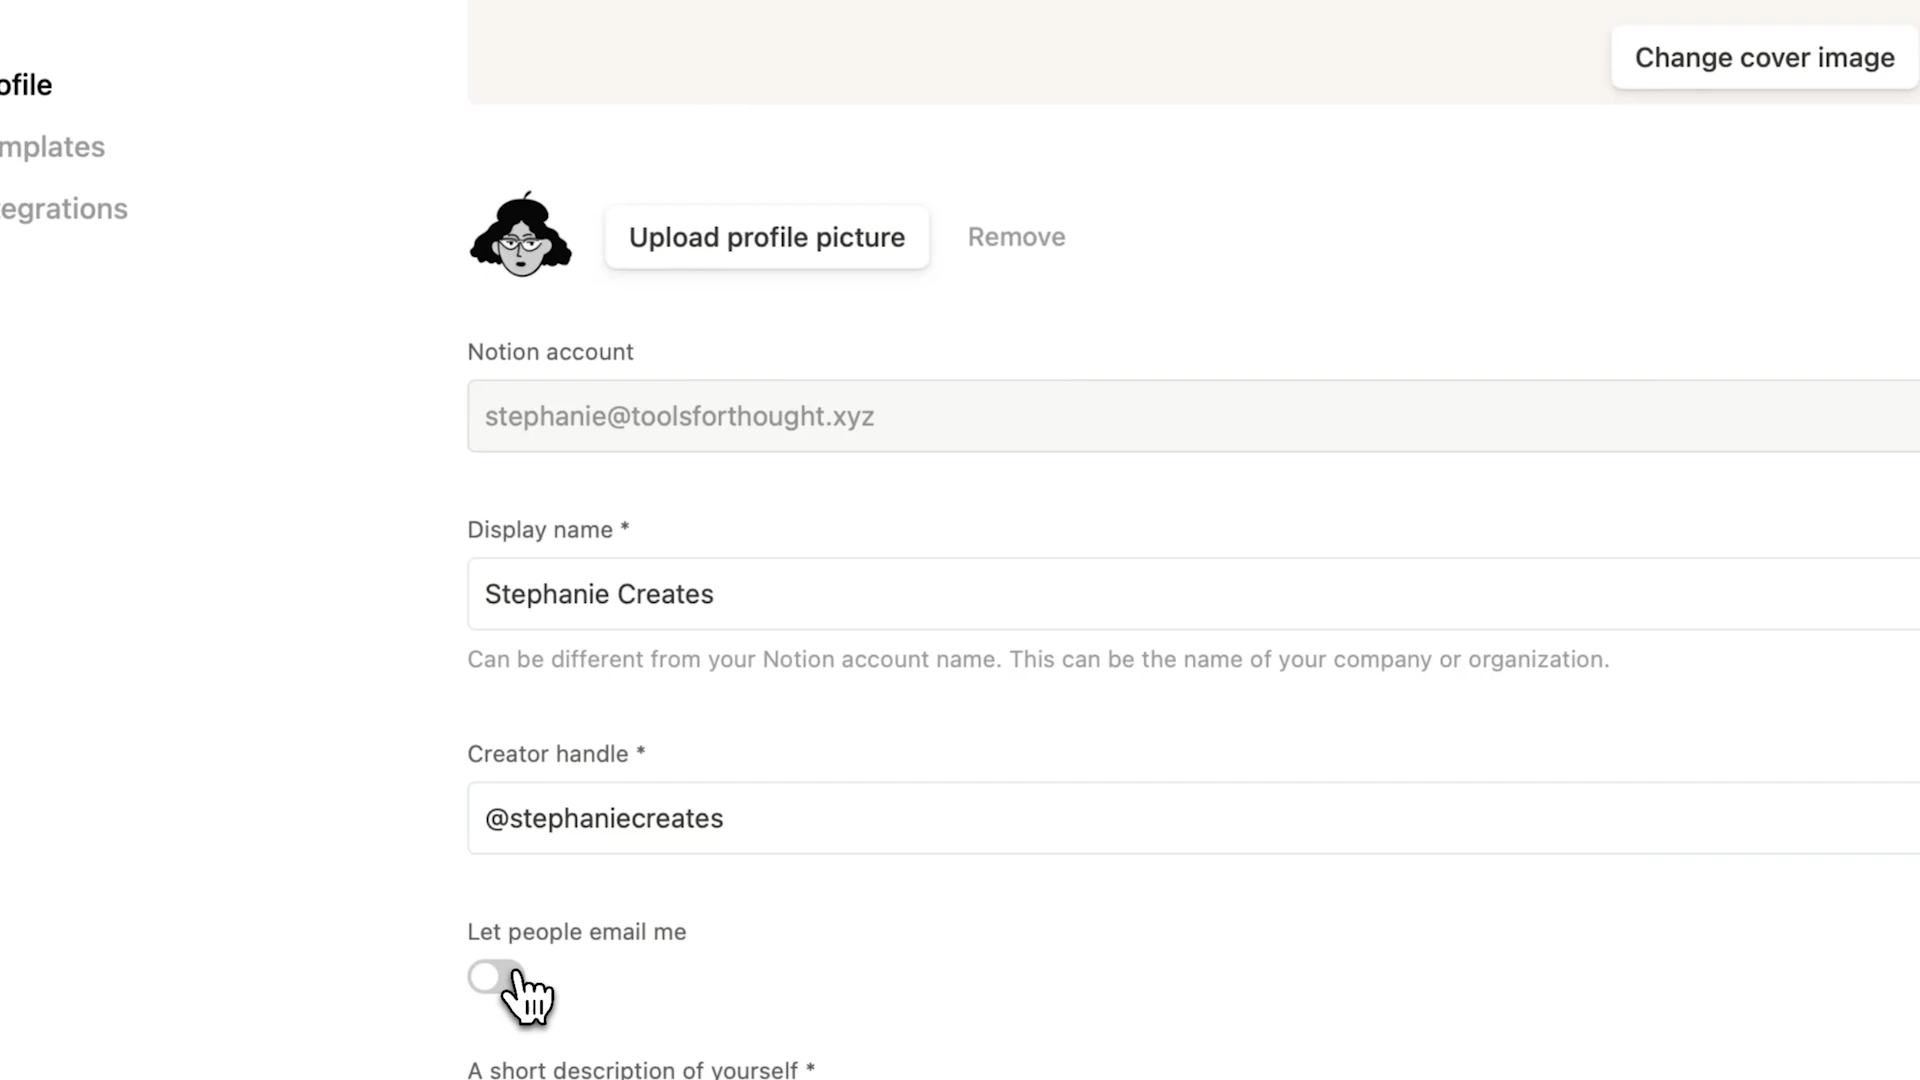 Change cover image
ofile
mplates
tegrations
Upload profile picture
Remove
Notion account
stephanie@toolsforthought.xyz
Display name *
Stephanie Creates
Can be different from your Notion account name. This can be the name of your company or organization.
Creator handle *
@stephaniecreates
Let people email me
A short description of yourself *